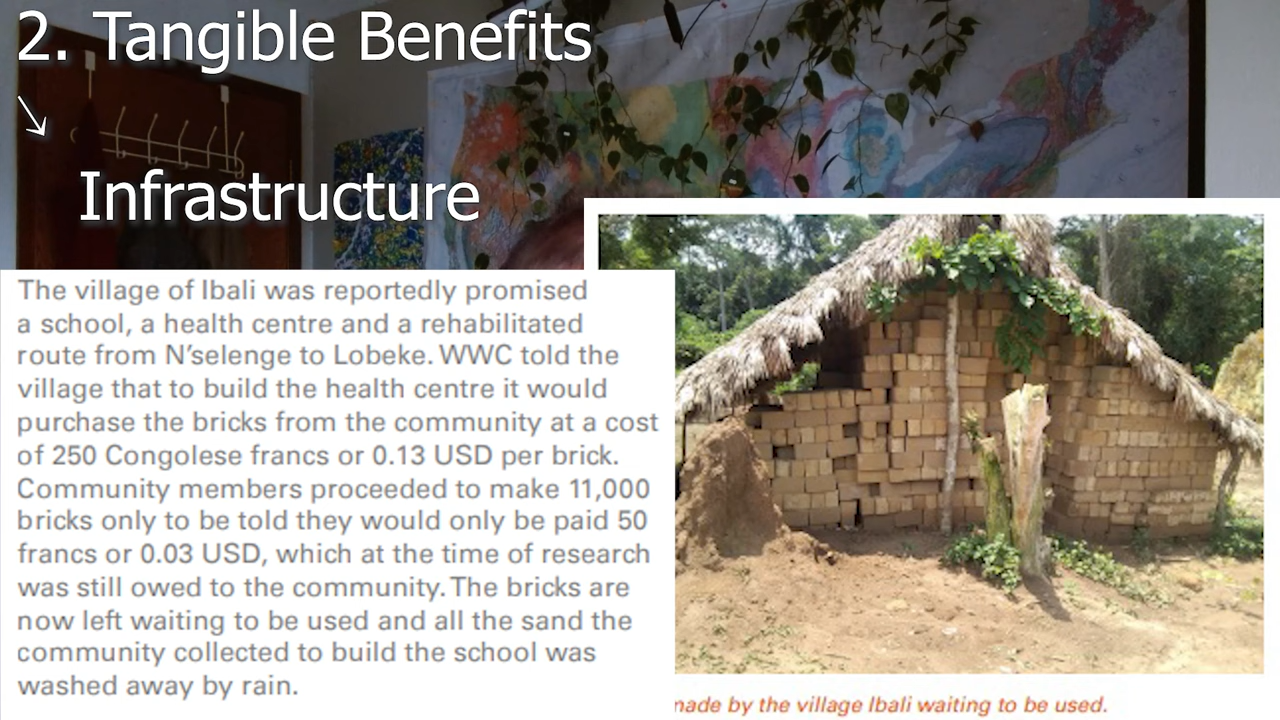 2. Tangible Benefits
Infrastructure
The village of Ibali was reportedly promised
a school, a health centre and a rehabilitated
route from N'selenge to Lobeke. WWC told the
village that to build the health centre it would
purchase the bricks from the community at a cost
of 250 Congolese francs or 0.13 USD per brick.
Community members proceeded to make 11,000
bricks only to be told they would only be paid 50
francs or 0.03 USD, which at the time of research
was still owed to the community. The bricks are
now left waiting to be used and all the sand the
community collected to build the school was
washed away by rain.
made by the village Ibali waiting to be used.